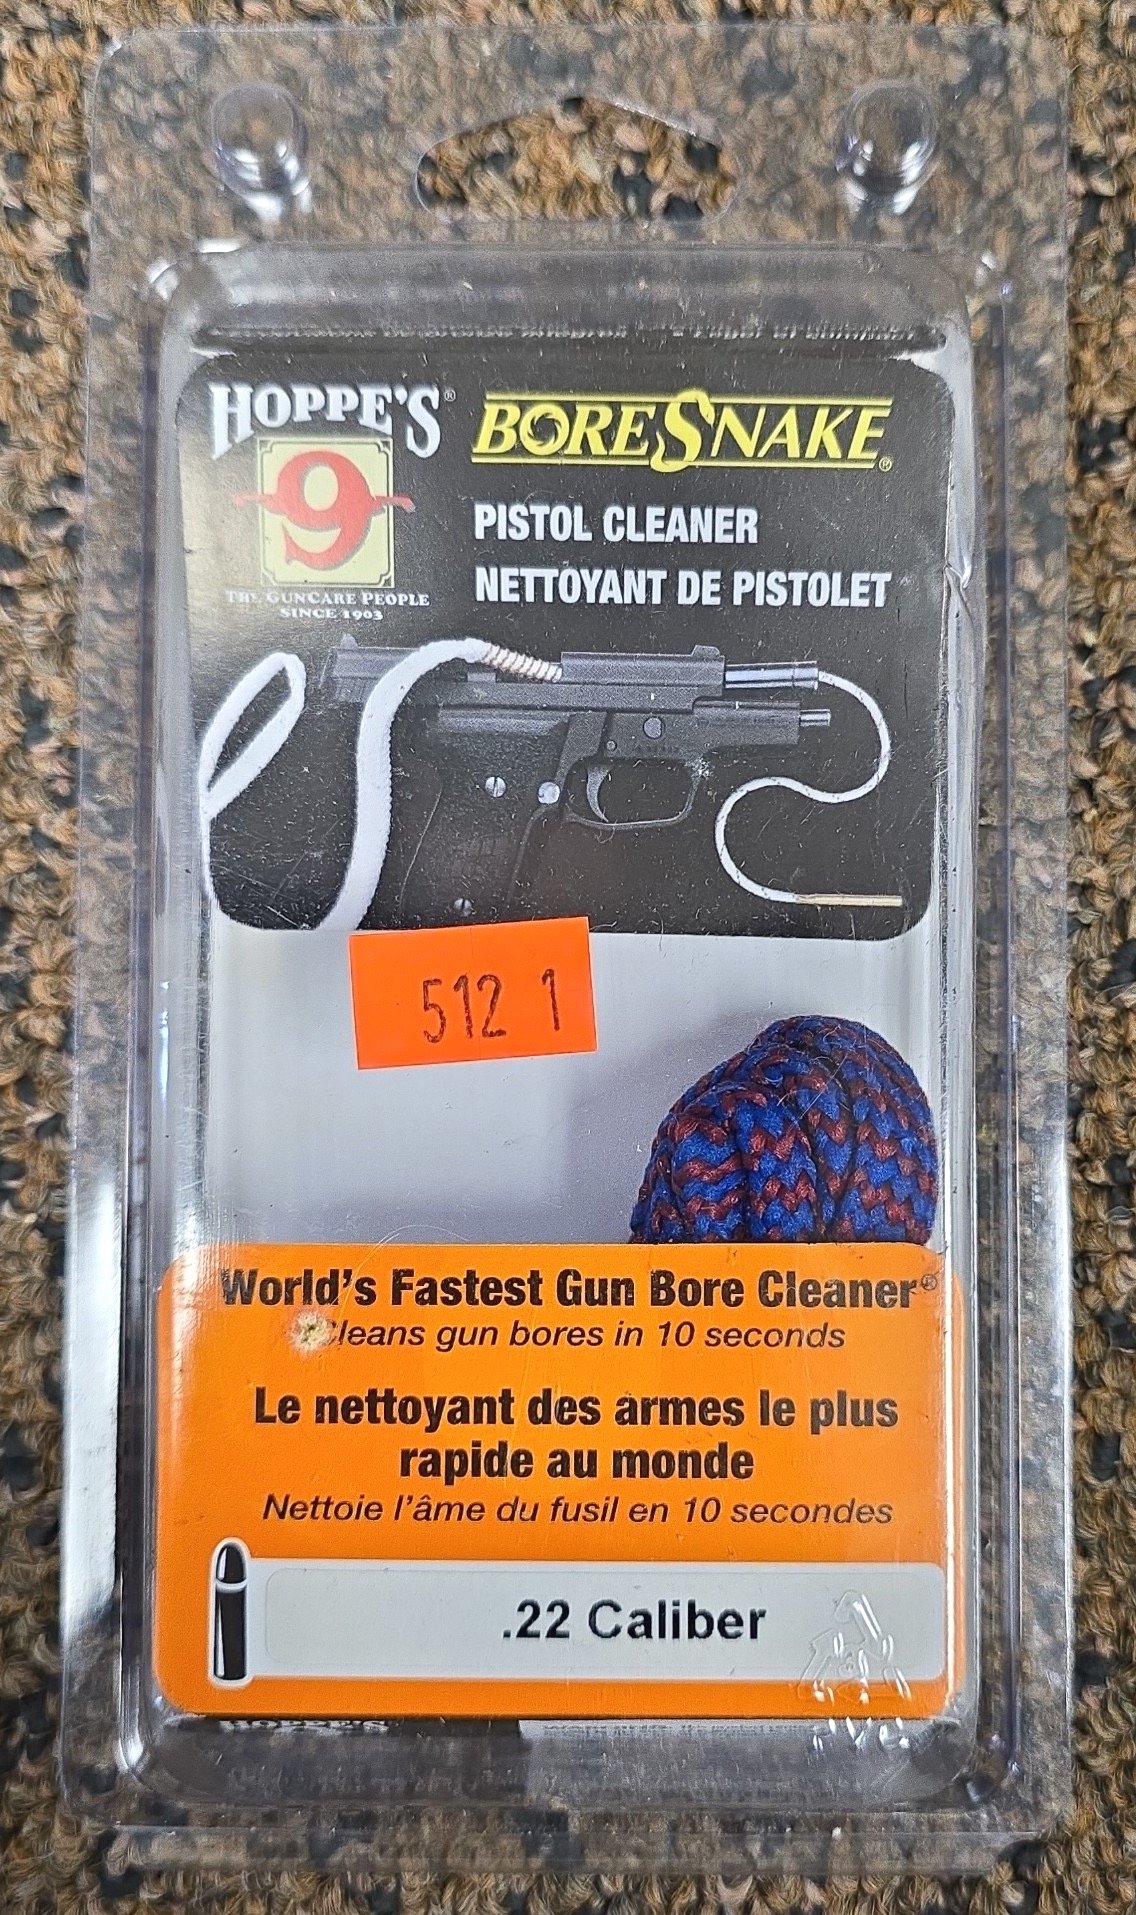 HOPPE'S®
9
THE GUNCARE PEOPLE
SINCE 1903
BORESNAKE®
PISTOL CLEANER
NETTOYANT DE PISTOLET
512 1
World's Fastest Gun Bore Cleaner®
Cleans gun bores in 10 seconds
Le nettoyant des armes le plus
rapide au monde
Nettoie l'âme du fusil en 10 secondes
.22 Caliber
HOPPE'S